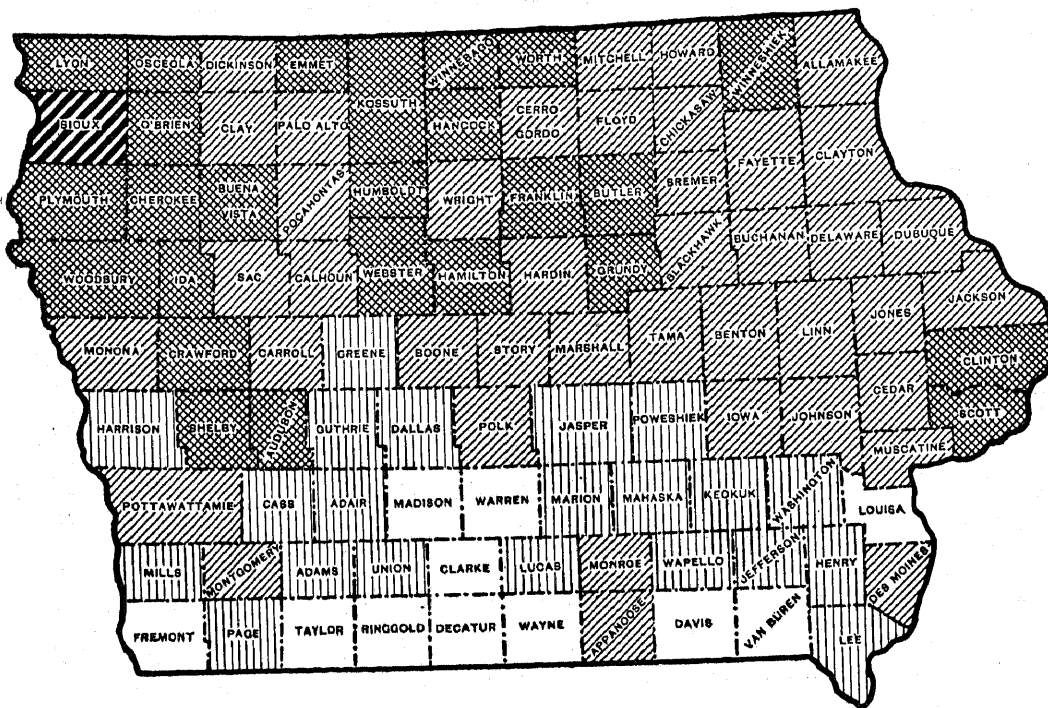 LYON
OSCEOLA
DICKINSON
EMMET
WINNEBAGO
WORTH
MITCHELL
HOWARD
WINNESHIEK
ALLAMAKEE
SIOUX
O'BRIEN
CLAY
PALO ALTO
KOSSUTH
HANCOCK
CERRO
GORDO
FLOYD
CHICKASAW
FAYETTE
CLAYTON
PLYMOUTH
CHEROKEE
BUENA
VISTA
POCAHONTAS
HUMBOLDT
WRIGHT
FRANKLIN
BUTLER
BREMER
WOODBURY
IDA
SAC
CALHOUN
WEBSTER
HAMILTON
HARDIN
GRUNDY
BLACKHAWK
BUCHANAN
DELAWARE
DUBUQUE
MONONA
CRAWFORD
CARROLL
GREENE
BOONE
STORY
MARSHALL
TAMA
BENTON
LINN
JONES
JACKSON
CLINTON
CEDAR
SCOTT
HARRISON
SHELBY
AUDUBON
GUTHRIE
DALLAS
POLK
JASPER
POWESHIEK
IOWA
JOHNSON
MUSCATINE
POTTAWATTAMIE
CASS
ADAIR
MADISON
WARREN
MARION
MAHASKA
KEOKUK
WASHINGTON
LOUISA
MILLS
MONTGOMERY
ADAMS
UNION
CLARKE
LUCAS
MONROE
WAPELLO
JEFFERSON
HENRY
DES MOINES
FREMONT
PAGE
TAYLOR
RINGGOLD
DECATUR
WAYNE
APPANOOSE
DAVIS
VAN BUREN
LEE